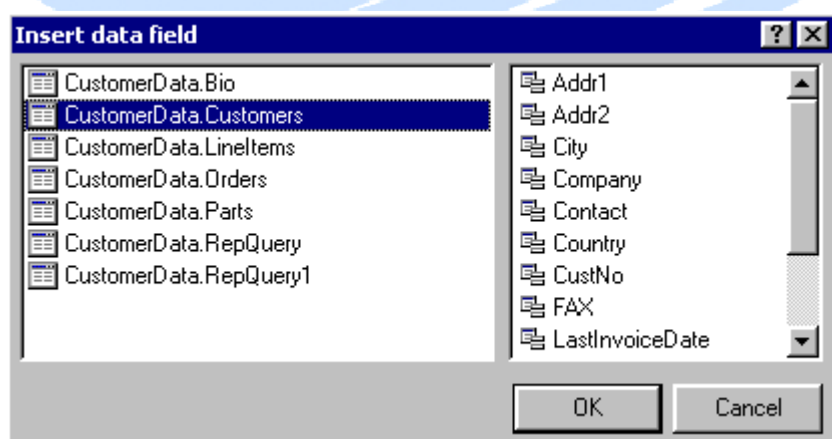 Insert data field
CustomerData.Bio
CustomerData.Customers
CustomerData.LineItems
CustomerData.Orders
CustomerData.Parts
CustomerData.RepQuery
CustomerData.RepQuery1
Addr1
Addr2
City
Company
Contact
Country
CustNo
FAX
LastInvoiceDate
OK
Cancel